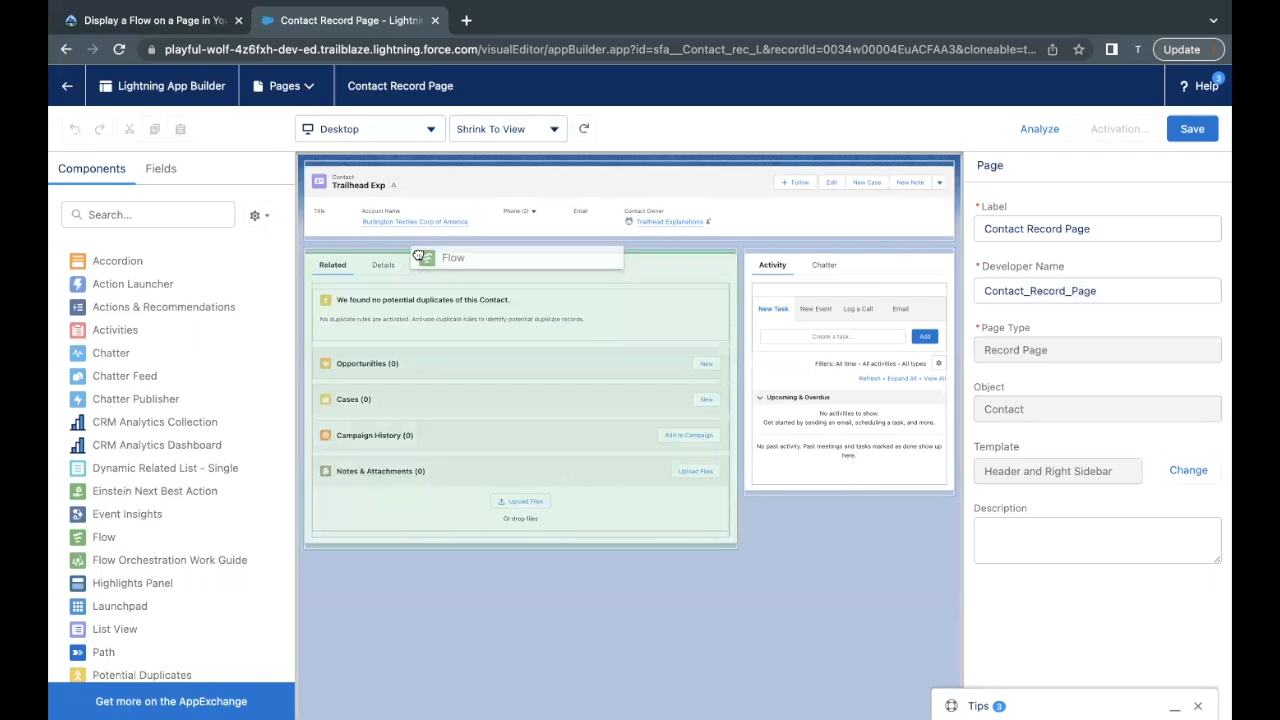 Display a Flow on a Page in Yo
Contact Record Page - Lightni
playful-wolf-4z6fxh-dev-ed.trailblaze.lightning.force.com/visualEditor/appBuilder.app?id=sfa__Contact_rec_L&recordId=0034w00004EuACFAA3&cloneable=t...
T
Update
Lightning App Builder
Pages
Contact Record Page
Help
3
Desktop
Shrink To View
Analyze
Activation...
Save
Components
Fields
Search...
Accordion
Action Launcher
Actions & Recommendations
Activities
Chatter
Chatter Feed
Chatter Publisher
CRM Analytics Collection
CRM Analytics Dashboard
Dynamic Related List - Single
Einstein Next Best Action
Event Insights
Flow
Flow Orchestration Work Guide
Highlights Panel
Launchpad
List View
Path
Potential Duplicates
Get more on the AppExchange
Contact
Trailhead Exp
+ Follow
Edit
New Case
New Note
Title
Account Name
Phone (2)
Email
Contact Owner
Burlington Textiles Corp of America
Trailhead Explanations
Related
Details
Flow
We found no potential duplicates of this Contact.
No duplicate rules are activated. Activate duplicate rules to identify potential duplicate records.
Opportunities (0)
New
Cases (0)
New
Campaign History (0)
Add to Campaign
Notes & Attachments (0)
Upload Files
Upload Files
Or drop files
Activity
Chatter
New Task
New Event
Log a Call
Email
Create a task...
Add
Filters: All time • All activities • All types
Refresh • Expand All • View All
Upcoming & Overdue
No activities to show.
Get started by sending an email, scheduling a task, and more.
No past activity. Past meetings and tasks marked as done show up
here.
Page
* Label
Contact Record Page
* Developer Name
Contact_Record_Page
* Page Type
Record Page
Object
Contact
Template
Header and Right Sidebar
Change
Description
Tips 3